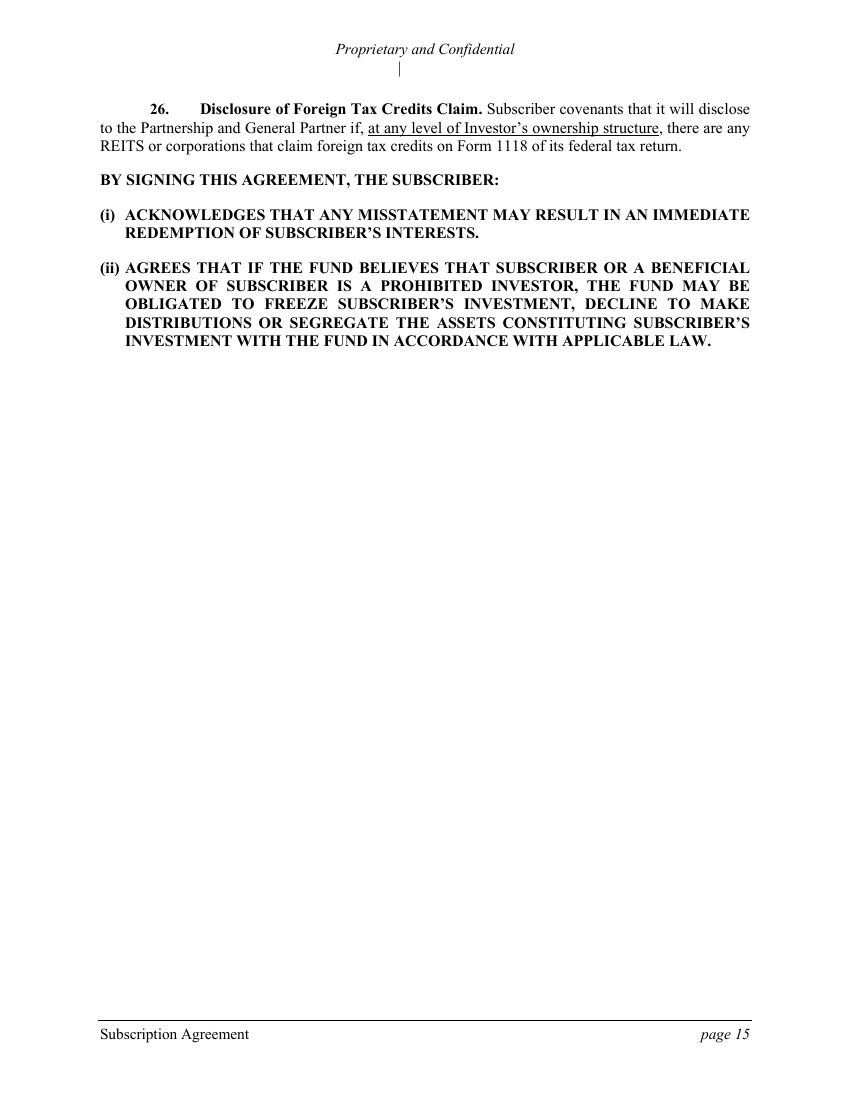 Proprietary and Confidential
26. Disclosure of Foreign Tax Credits Claim. Subscriber covenants that it will disclose
to the Partnership and General Partner if, at any level of Investor’s ownership structure, there are any
REITS or corporations that claim foreign tax credits on Form 1118 of its federal tax return.
BY SIGNING THIS AGREEMENT, THE SUBSCRIBER:
(i) ACKNOWLEDGES THAT ANY MISSTATEMENT MAY RESULT IN AN IMMEDIATE
REDEMPTION OF SUBSCRIBER’S INTERESTS.
(ii) AGREES THAT IF THE FUND BELIEVES THAT SUBSCRIBER OR A BENEFICIAL
OWNER OF SUBSCRIBER IS A PROHIBITED INVESTOR, THE FUND MAY BE
OBLIGATED TO FREEZE SUBSCRIBER’S INVESTMENT, DECLINE TO MAKE
DISTRIBUTIONS OR SEGREGATE THE ASSETS CONSTITUTING SUBSCRIBER’S
INVESTMENT WITH THE FUND IN ACCORDANCE WITH APPLICABLE LAW.
Subscription Agreement page 15